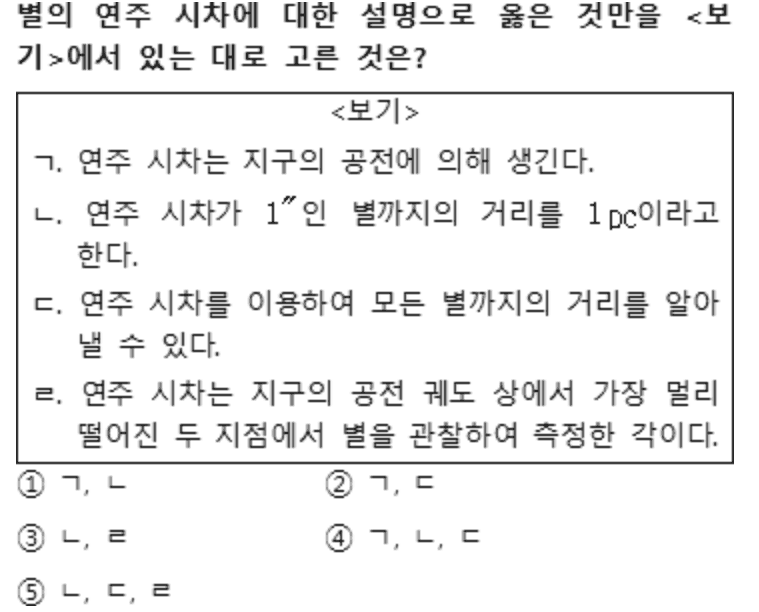 별의 연주 시차에 대한 설명으로 옳은 것만을 <보
기>에서 있는 대로 고른 것은?
<보기>
ㄱ. 연주 시차는 지구의 공전에 의해 생긴다.
ㄴ. 연주 시차가 1″인 별까지의 거리를 1pc이라고
한다.
ㄷ. 연주 시차를 이용하여 모든 별까지의 거리를 알아
낼 수 있다.
ㄹ. 연주 시차는 지구의 공전 궤도 상에서 가장 멀리
떨어진 두 지점에서 별을 관찰하여 측정한 각이다.
① ㄱ, ㄴ ② ㄱ, ㄷ
③ ㄴ, ㄹ ④ ㄱ, ㄴ, ㄷ
⑤ ㄴ, ㄷ, ㄹ